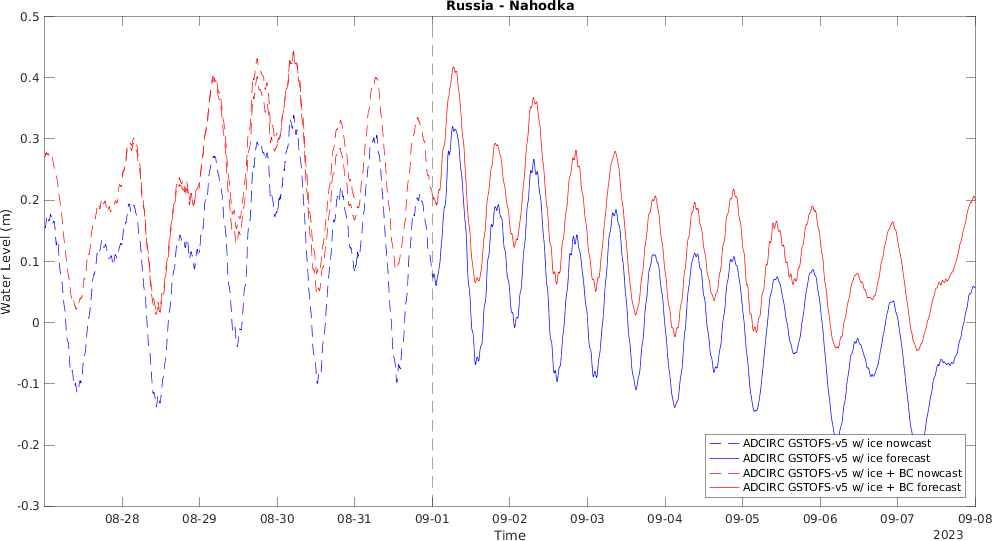 Russia - Nahodka
0.5
0.4
0.3
0.2
0.1
0
-0.1
-0.2
-0.3
Water Level (m)
08-28 08-29 08-30 08-31 09-01 09-02 09-03 09-04 09-05 09-06 09-07 09-08
Time
2023
ADCIRC GSTOFS-v5 w/ ice nowcast
ADCIRC GSTOFS-v5 w/ ice forecast
ADCIRC GSTOFS-v5 w/ ice + BC nowcast
ADCIRC GSTOFS-v5 w/ ice + BC forecast